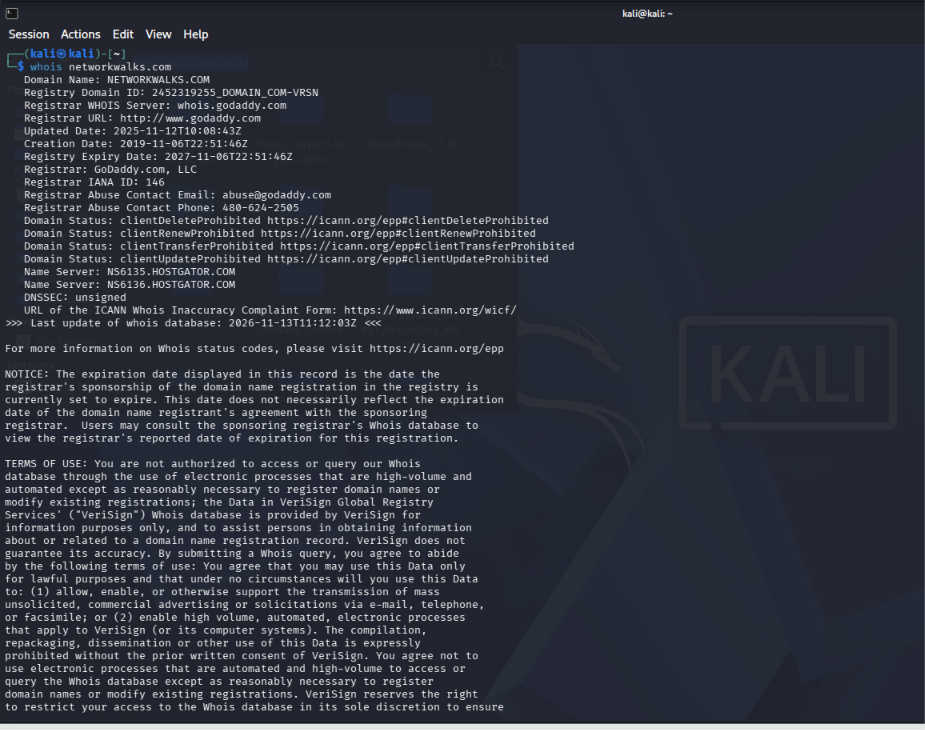 kali@kali: ~
Session Actions Edit View Help
┌──(kali㉿kali)-[~]
└─$ whois networkwalks.com
Domain Name: NETWORKWALKS.COM
Registry Domain ID: 2452319255_DOMAIN_COM-VRSN
Registrar WHOIS Server: whois.godaddy.com
Registrar URL: http://www.godaddy.com
Updated Date: 2025-11-12T10:08:43Z
Creation Date: 2019-11-06T22:51:46Z
Registry Expiry Date: 2027-11-06T22:51:46Z
Registrar: GoDaddy.com, LLC
Registrar IANA ID: 146
Registrar Abuse Contact Email: abuse@godaddy.com
Registrar Abuse Contact Phone: 480-624-2505
Domain Status: clientDeleteProhibited https://icann.org/epp#clientDeleteProhibited
Domain Status: clientRenewProhibited https://icann.org/epp#clientRenewProhibited
Domain Status: clientTransferProhibited https://icann.org/epp#clientTransferProhibited
Domain Status: clientUpdateProhibited https://icann.org/epp#clientUpdateProhibited
Name Server: NS6135.HOSTGATOR.COM
Name Server: NS6136.HOSTGATOR.COM
DNSSEC: unsigned
URL of the ICANN Whois Inaccuracy Complaint Form: https://www.icann.org/wicf/
>>> Last update of whois database: 2026-11-13T11:12:03Z <<<
For more information on Whois status codes, please visit https://icann.org/epp
NOTICE: The expiration date displayed in this record is the date the
registrar's sponsorship of the domain name registration in the registry is
currently set to expire. This date does not necessarily reflect the expiration
date of the domain name registrant's agreement with the sponsoring
registrar.  Users may consult the sponsoring registrar's Whois database to
view the registrar's reported date of expiration for this registration.
TERMS OF USE: You are not authorized to access or query our Whois
database through the use of electronic processes that are high-volume and
automated except as reasonably necessary to register domain names or
modify existing registrations; the Data in VeriSign Global Registry
Services' ("VeriSign") Whois database is provided by VeriSign for
information purposes only, and to assist persons in obtaining information
about or related to a domain name registration record. VeriSign does not
guarantee its accuracy. By submitting a Whois query, you agree to abide
by the following terms of use: You agree that you may use this Data only
for lawful purposes and that under no circumstances will you use this Data
to: (1) allow, enable, or otherwise support the transmission of mass
unsolicited, commercial advertising or solicitations via e-mail, telephone,
or facsimile; or (2) enable high volume, automated, electronic processes
that apply to VeriSign (or its computer systems). The compilation,
repackaging, dissemination or other use of this Data is expressly
prohibited without the prior written consent of VeriSign. You agree not to
use electronic processes that are automated and high-volume to access or
query the Whois database except as reasonably necessary to register
domain names or modify existing registrations. VeriSign reserves the right
to restrict your access to the Whois database in its sole discretion to ensure
KALI